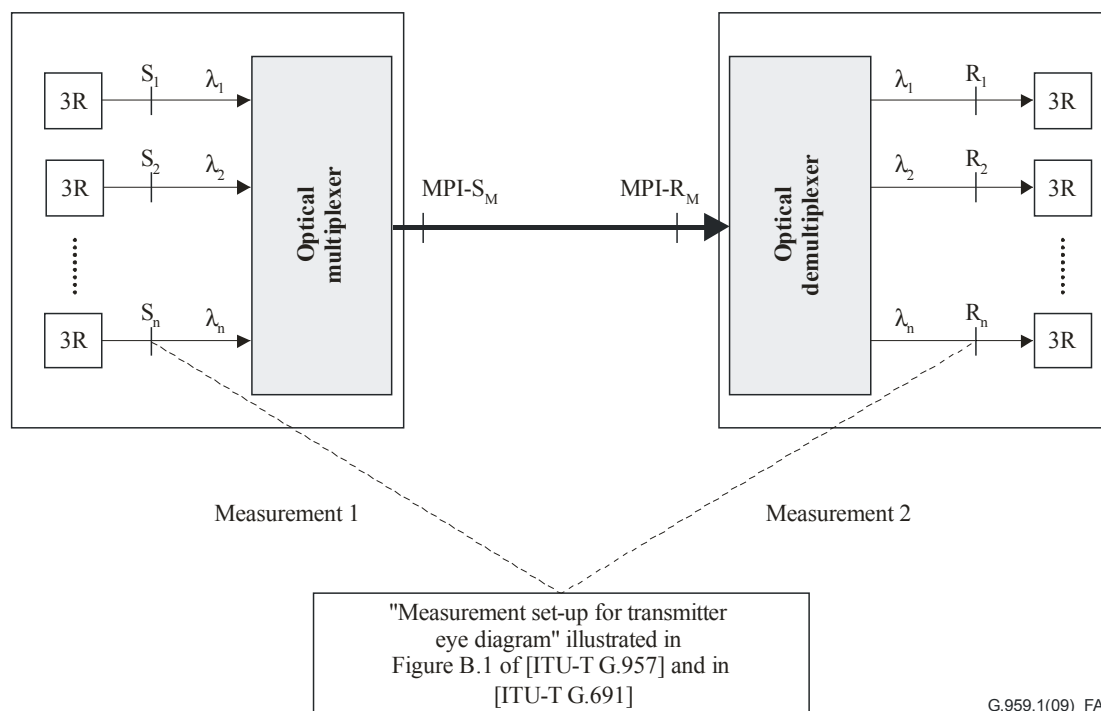 S₁ λ₁ λ₁ R₁
3R 3R
S₂ λ₂ λ₂ R₂
3R 3R
MPI-S_M MPI-R_M
Optical
multiplexer
Optical
demultiplexer
Sₙ λₙ λₙ Rₙ
3R 3R
Measurement 1 Measurement 2
"Measurement set-up for transmitter
eye diagram" illustrated in
Figure B.1 of [ITU-T G.957] and in
[ITU-T G.691]
G.959.1(09)_FA